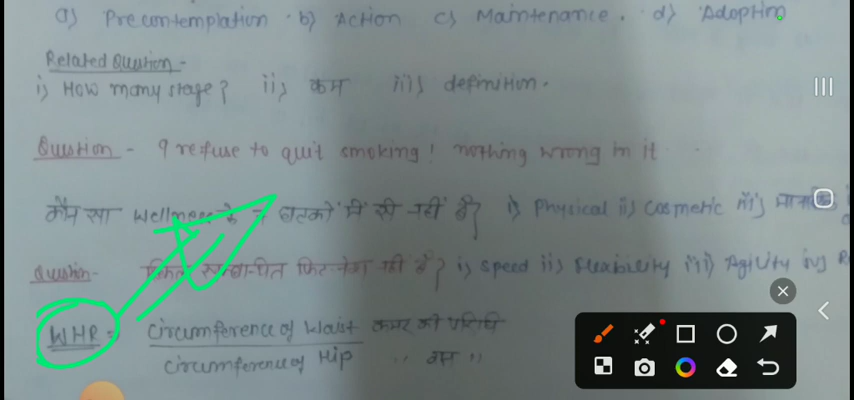 a) Precontemplation . b) Action c) Maintenance . d) Adopting
Related Question -
i) How many stage? ii) क्रम iii) definition .
Question - I refuse to quit smoking! nothing wrong in it
कौन सा Wellness के घटकों में से नहीं है? i) Physical ii) Cosmetic iii)
Question - फिटनेस नहीं है? i) Speed ii) flexibility iii) Agility iv)
WHR = Circumference of Waist कमर की परिधि
Circumference of Hip ,, ,,